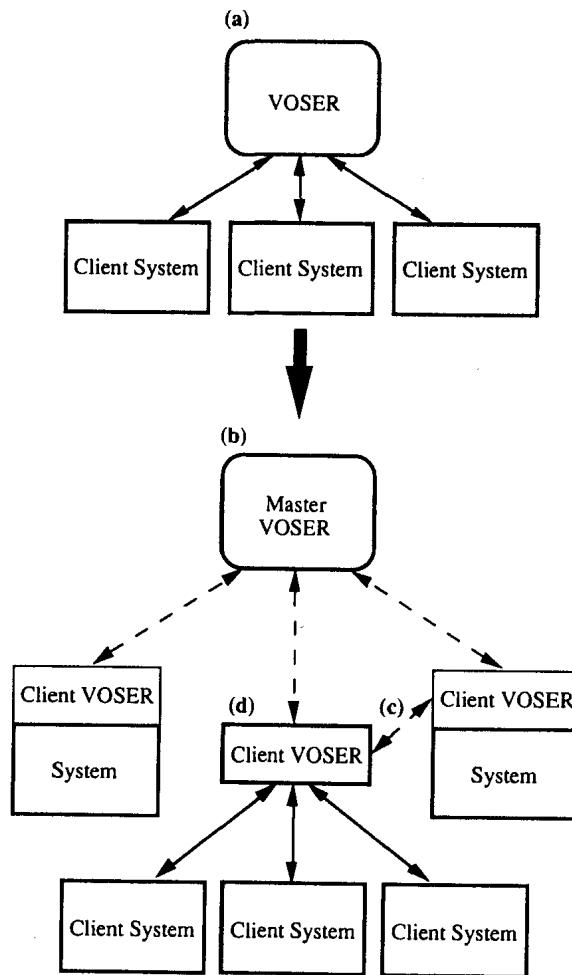 (a)
VOSER
Client System
Client System
Client System
(b)
Master
VOSER
Client VOSER
System
(d)
Client VOSER
(c)
Client VOSER
System
Client System
Client System
Client System